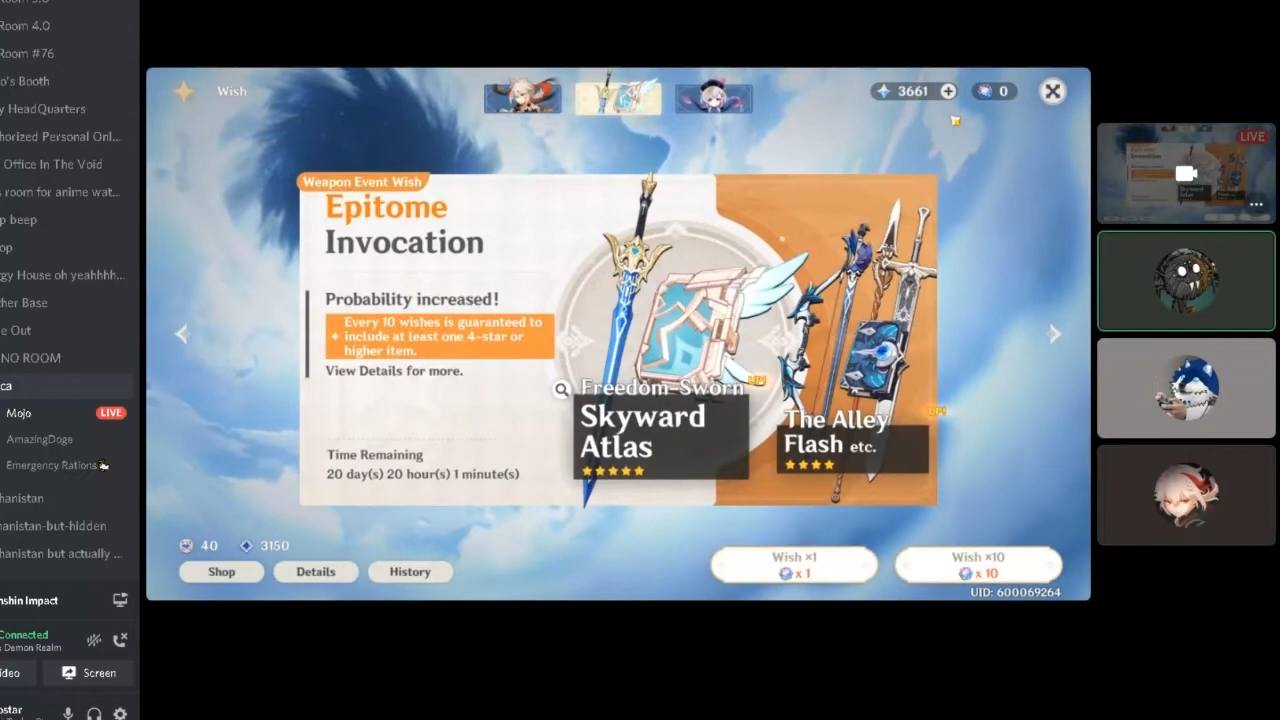 Room 4.0
Room #76
o's Booth
y HeadQuarters
horized Personal Onl...
Office In The Void
s room for anime wat...
p beep
op
gy House oh yeahhhh...
her Base
e Out
NO ROOM
ca
Mojo LIVE
AmazingDoge
Emergency Rations
hanistan
hanistan-but-hidden
hanistan but actually ...
nshin Impact
Connected
Demon Realm
ideo Screen
ostar
Wish
3661
0
Weapon Event Wish
Epitome
Invocation
Probability increased!
Every 10 wishes is guaranteed to
include at least one 4-star or
higher item.
View Details for more.
Time Remaining
20 day(s) 20 hour(s) 1 minute(s)
Freedom-Sworn UP!
Skyward
Atlas
The Alley UP!
Flash etc.
40 3150
Shop Details History
Wish ×1
x 1
Wish ×10
x 10
UID: 600069264
LIVE